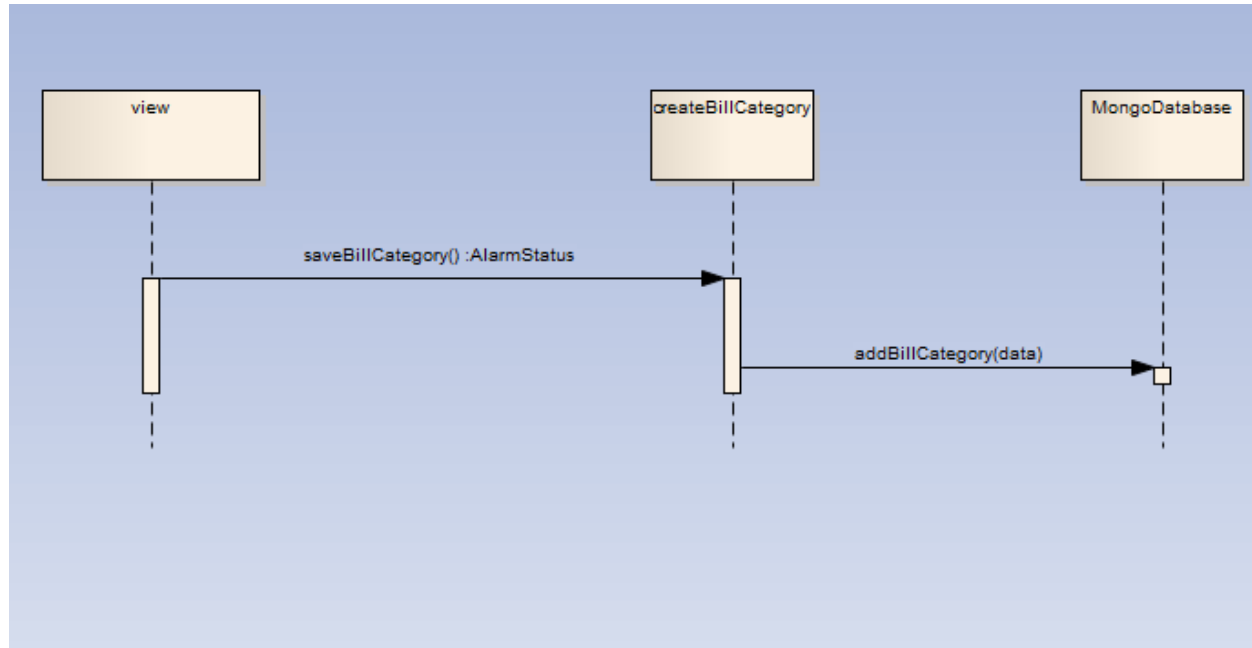 view
createBillCategory
MongoDatabase
saveBillCategory() :AlarmStatus
addBillCategory(data)